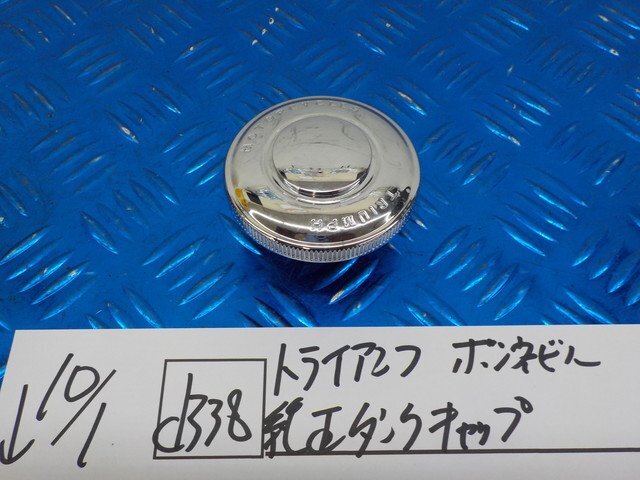 TRIUMPH
↓10/1
d338
トライアンフ ボンネビル
純正タンクキャップ